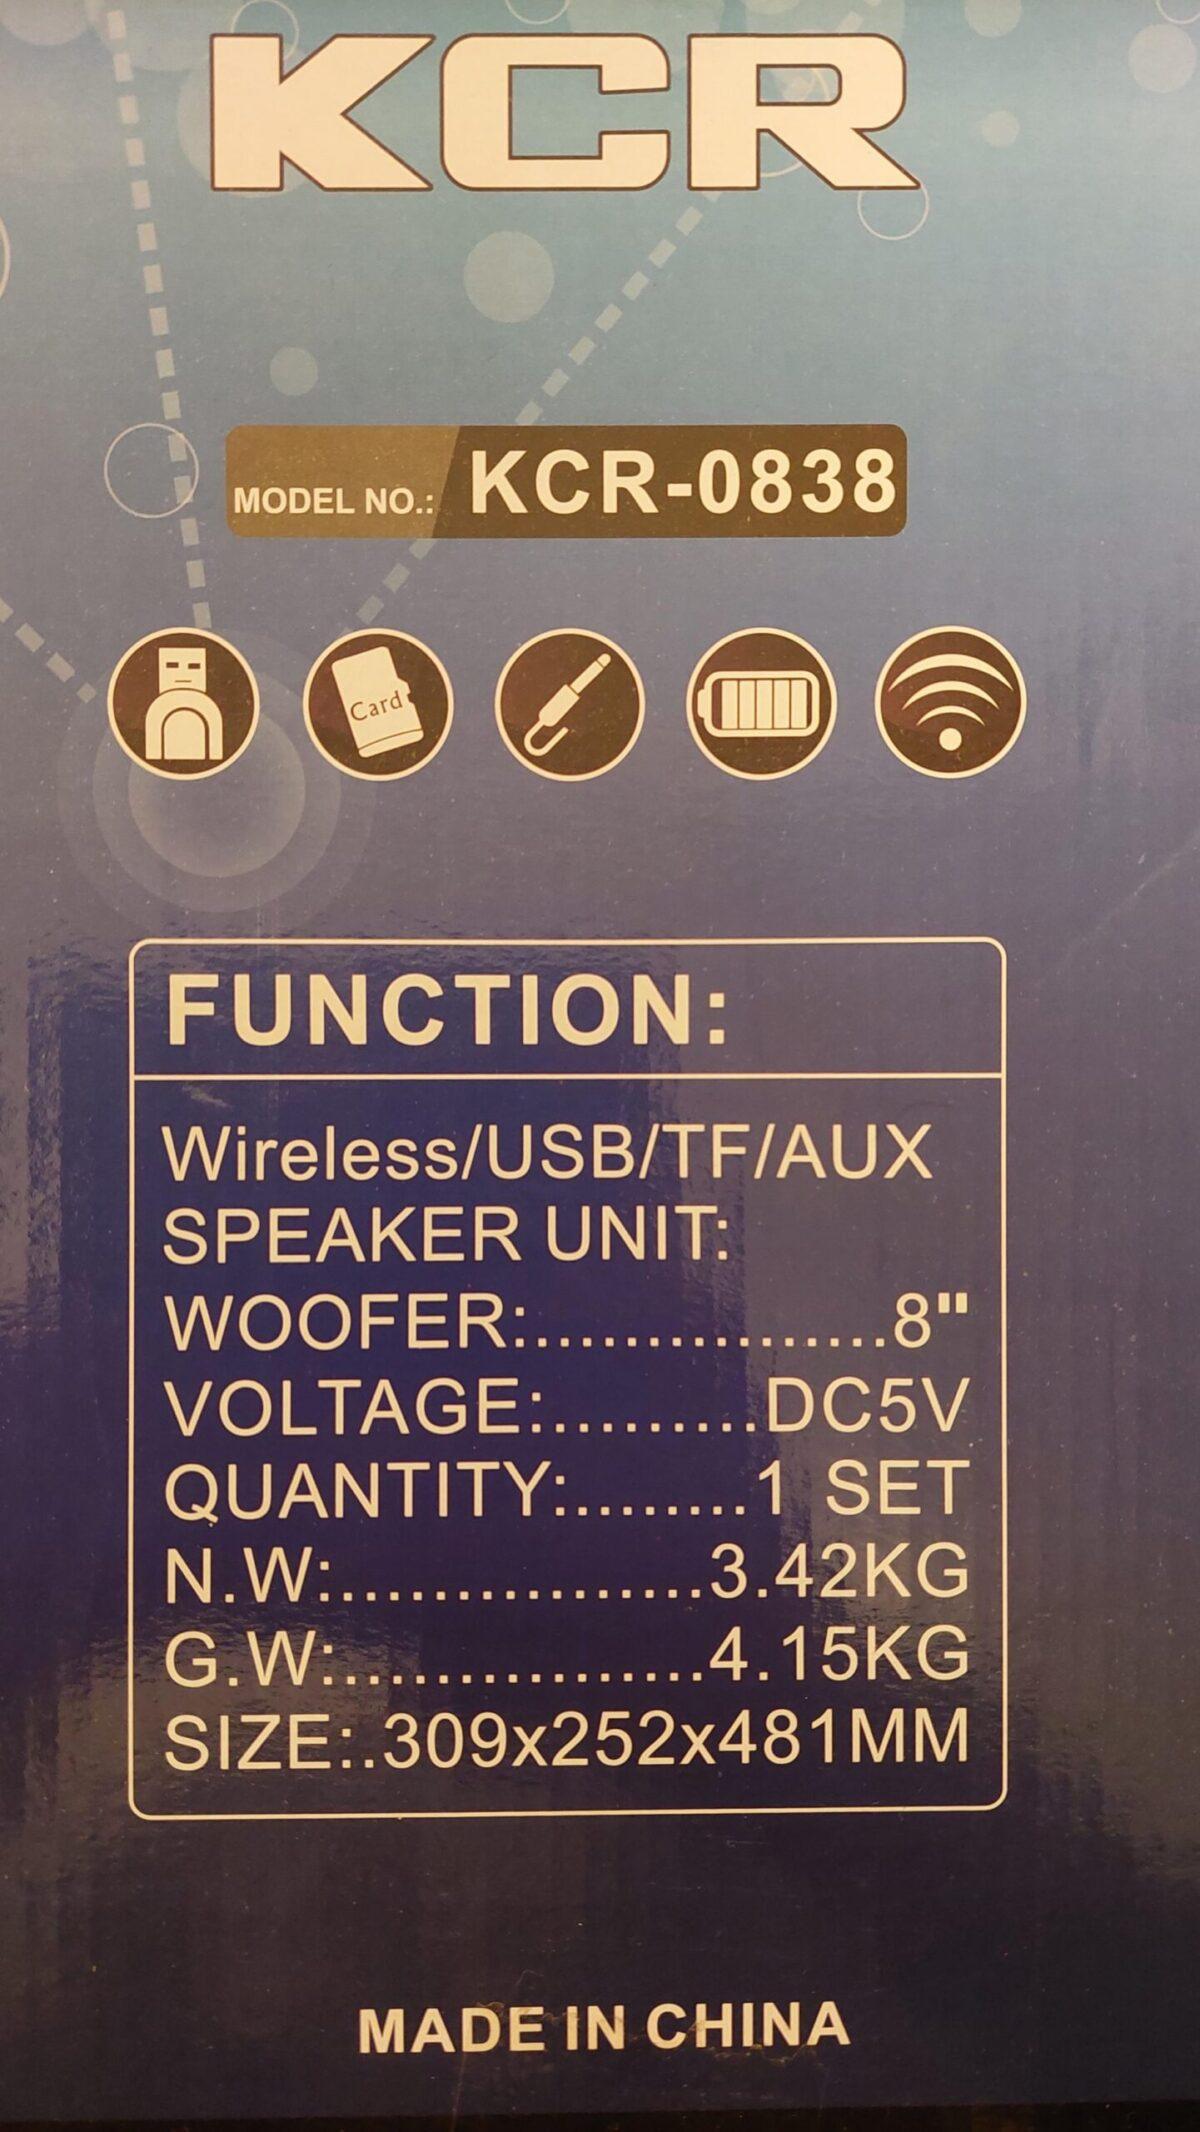 KCR
MODEL NO.: KCR-0838
Card
FUNCTION:
Wireless/USB/TF/AUX
SPEAKER UNIT:
WOOFER:................8"
VOLTAGE:.........DC5V
QUANTITY:........1 SET
N.W:................3.42KG
G.W:................4.15KG
SIZE:.309x252x481MM
MADE IN CHINA